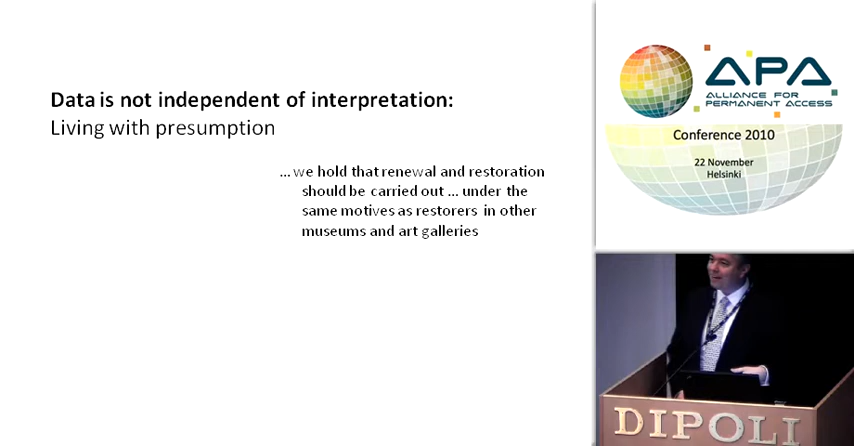 Data is not independent of interpretation:
Living with presumption
... we hold that renewal and restoration
should be carried out ... under the
same motives as restorers in other
museums and art galleries
APA
ALLIANCE FOR
PERMANENT ACCESS
Conference 2010
22 November
Helsinki
DIPOLI